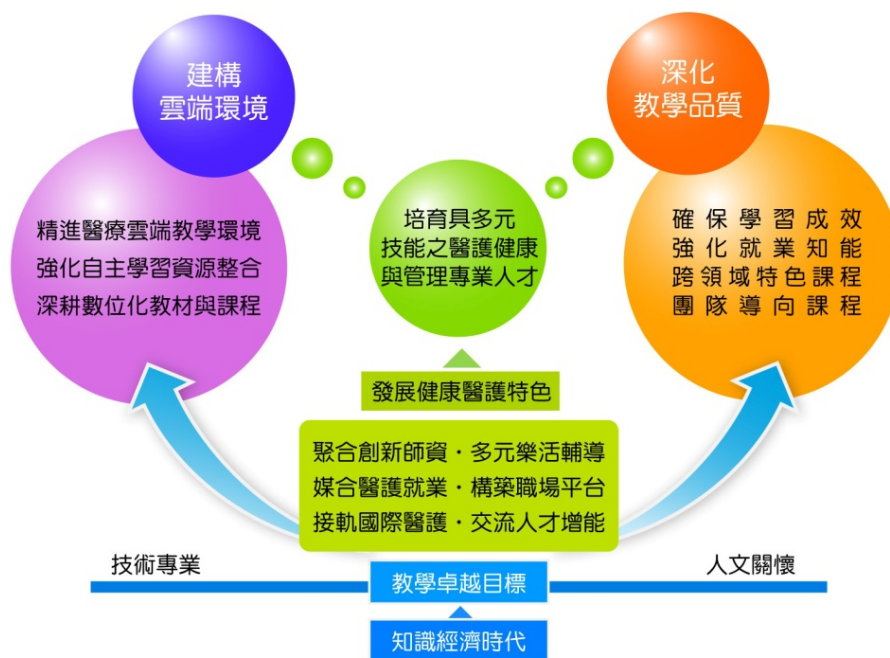 建構
雲端環境
深化
教學品質
精進醫療雲端教學環境
強化自主學習資源整合
深耕數位化教材與課程
培育具多元
技能之醫護健康
與管理專業人才
確保學習成效
強化就業知能
跨領域特色課程
團隊導向課程
發展健康醫護特色
聚合創新師資·多元樂活輔導
媒合醫護就業·構築職場平台
接軌國際醫護·交流人才增能
技術專業
人文關懷
教學卓越目標
知識經濟時代